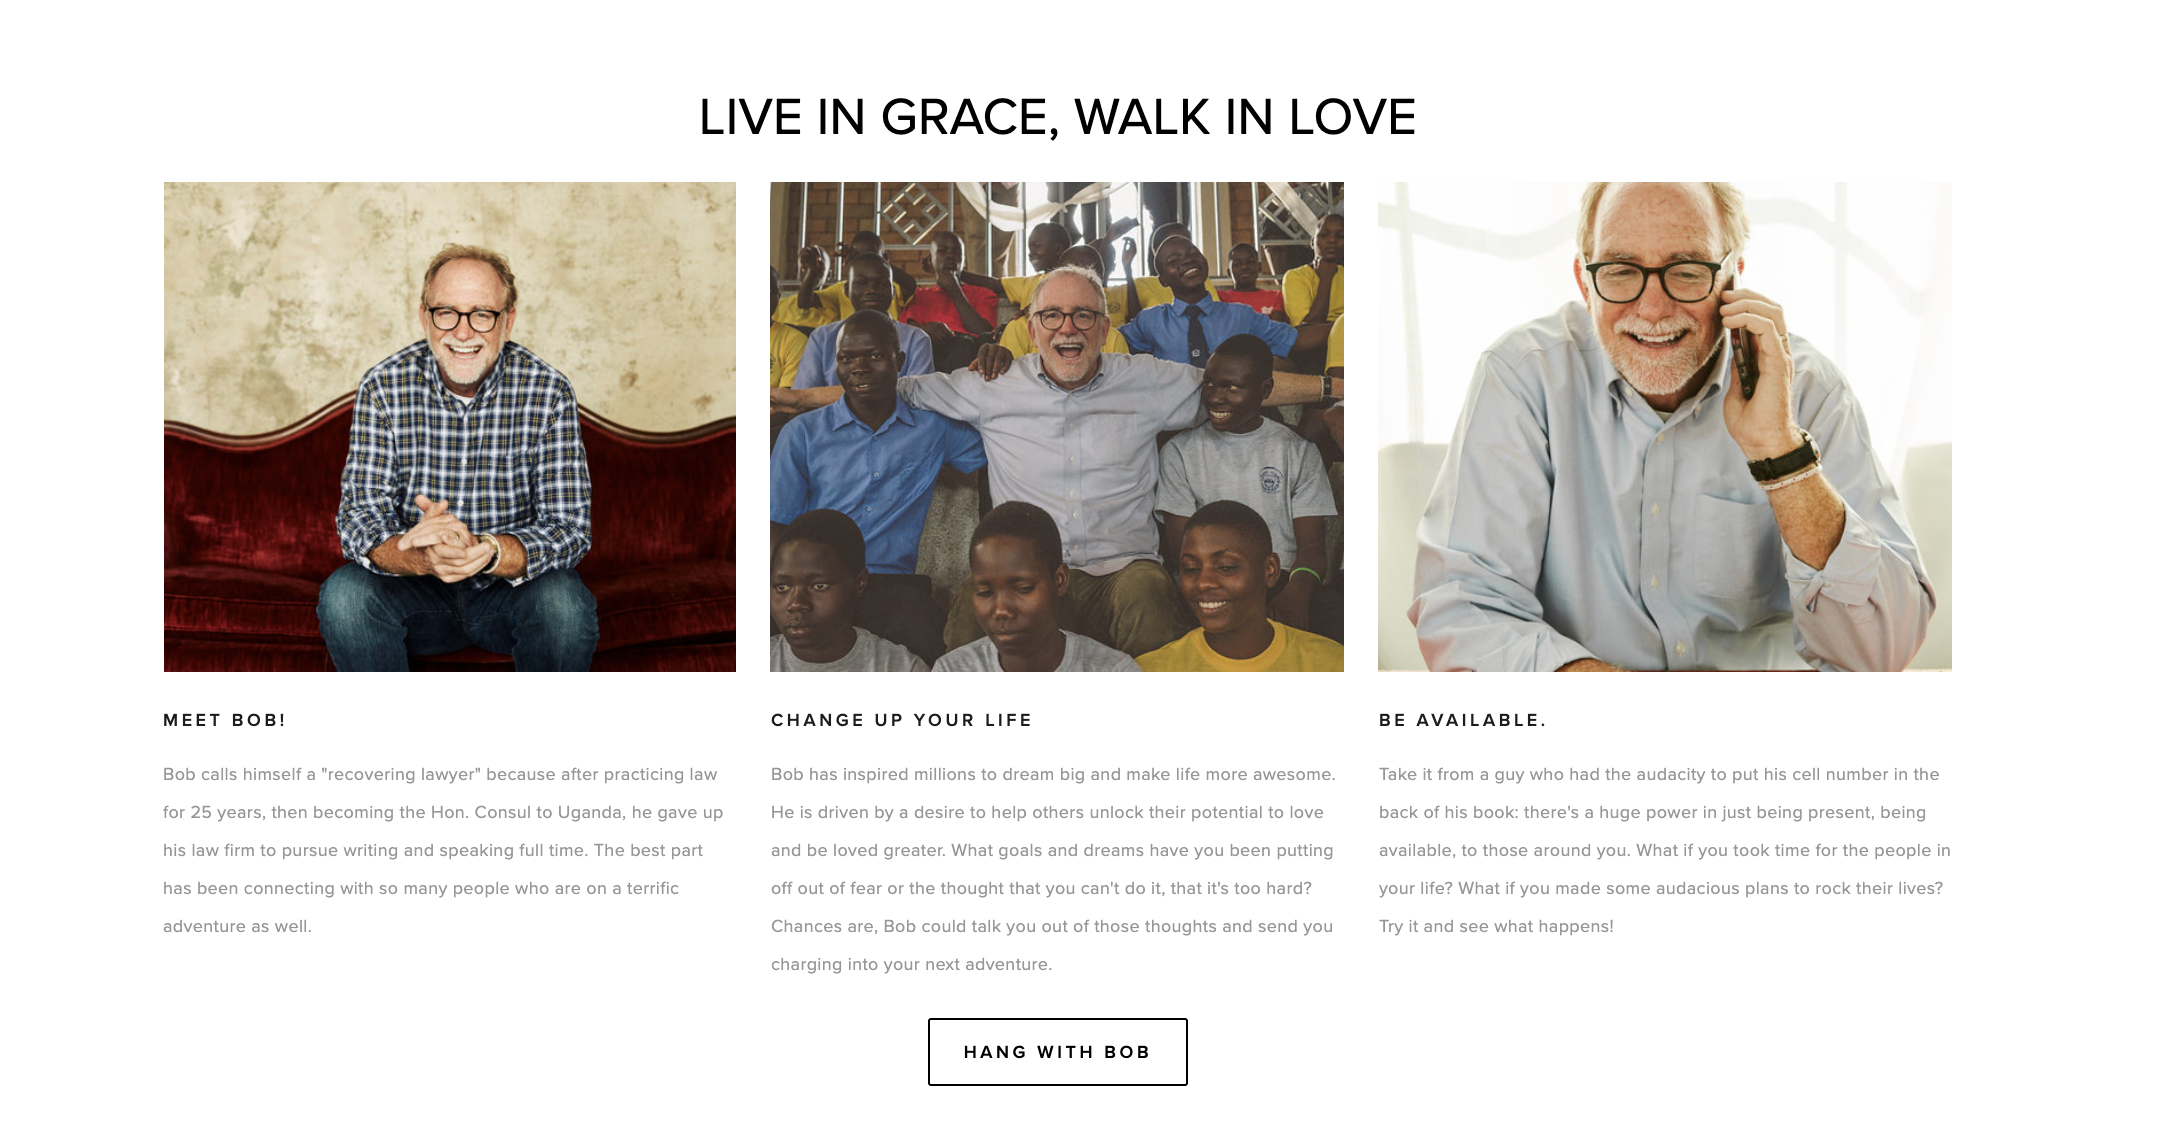 LIVE IN GRACE, WALK IN LOVE
MEET BOB!
Bob calls himself a "recovering lawyer" because after practicing law
for 25 years, then becoming the Hon. Consul to Uganda, he gave up
his law firm to pursue writing and speaking full time. The best part
has been connecting with so many people who are on a terrific
adventure as well.
CHANGE UP YOUR LIFE
Bob has inspired millions to dream big and make life more awesome.
He is driven by a desire to help others unlock their potential to love
and be loved greater. What goals and dreams have you been putting
off out of fear or the thought that you can't do it, that it's too hard?
Chances are, Bob could talk you out of those thoughts and send you
charging into your next adventure.
BE AVAILABLE.
Take it from a guy who had the audacity to put his cell number in the
back of his book: there's a huge power in just being present, being
available, to those around you. What if you took time for the people in
your life? What if you made some audacious plans to rock their lives?
Try it and see what happens!
HANG WITH BOB